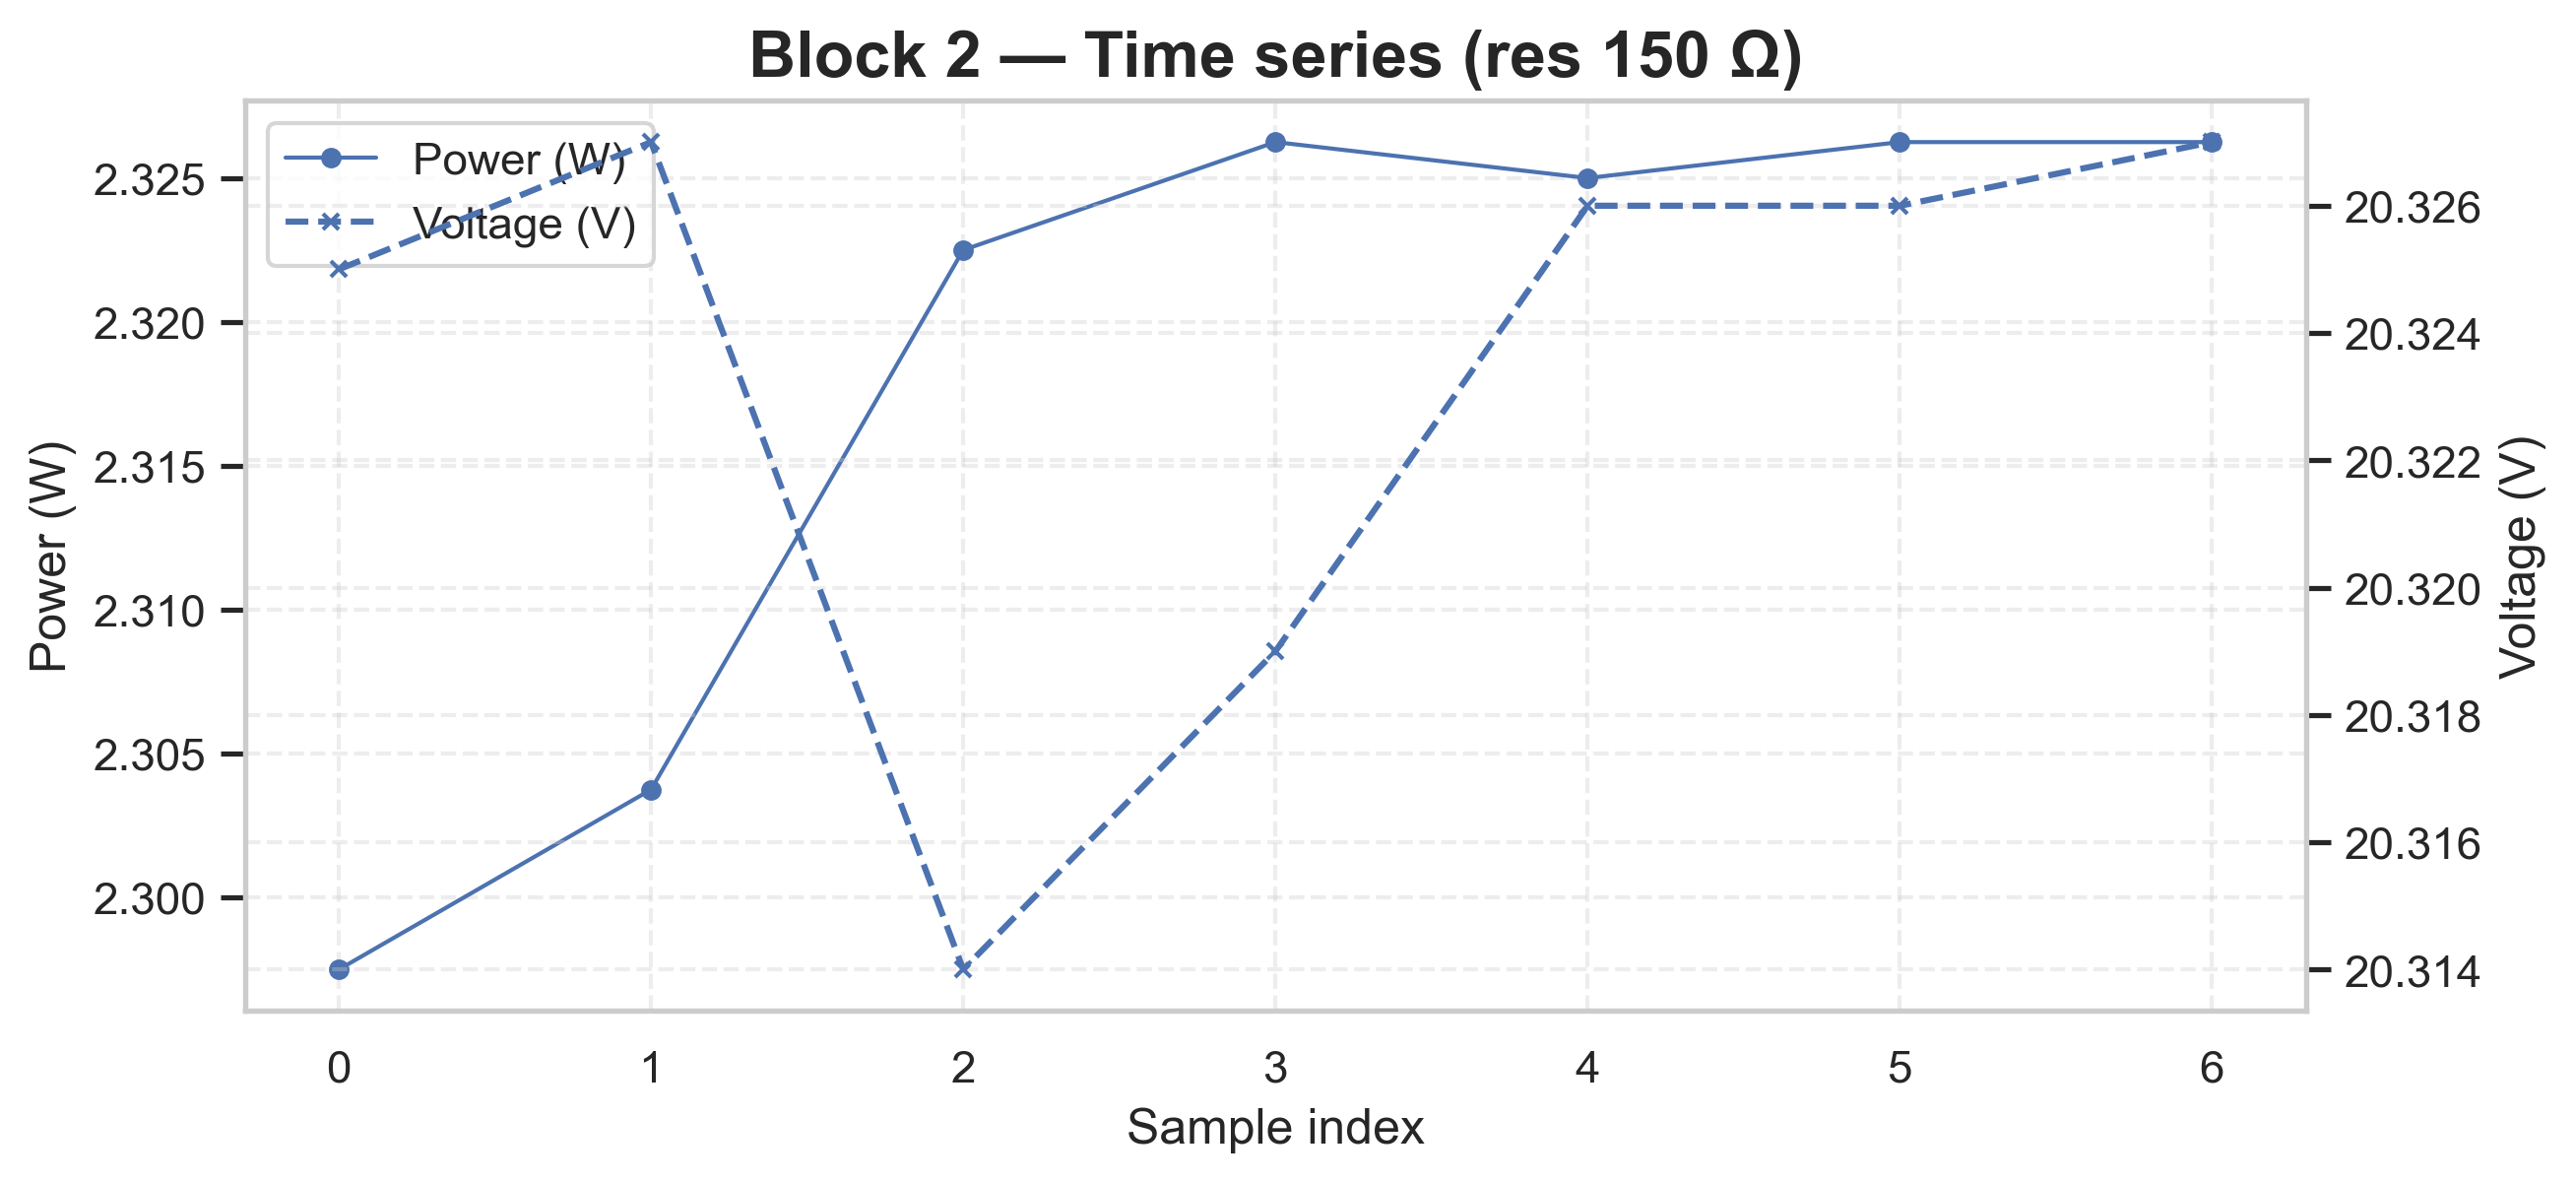 Block 2 — Time series (res 150 Ω)
Power (W)
Voltage (V)
2.325
2.320
2.315
2.310
2.305
2.300
Power (W)
20.326
20.324
20.322
20.320
20.318
20.316
20.314
Voltage (V)
0 1 2 3 4 5 6
Sample index